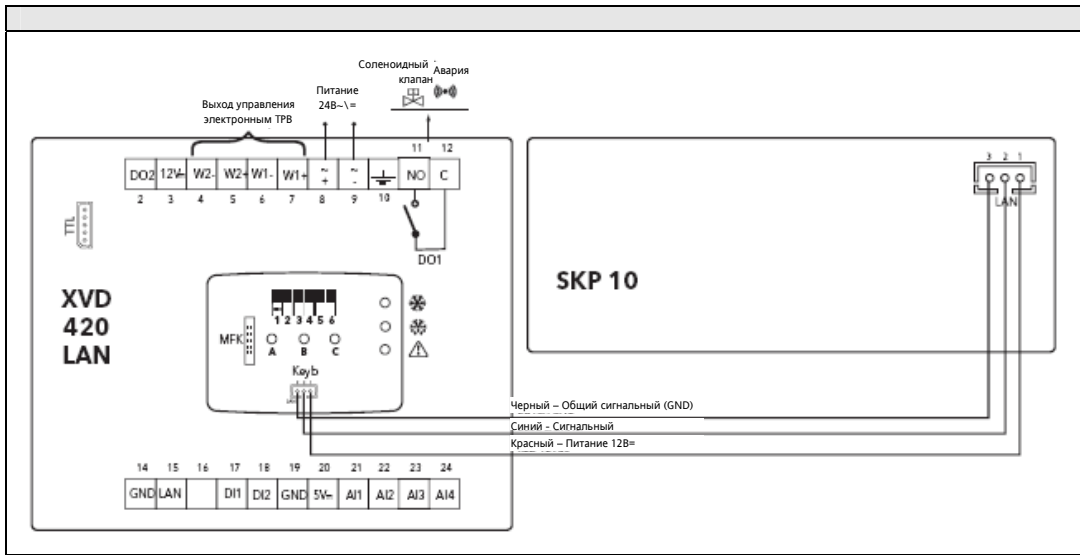 Соленоидный
клапан
Авария
Питание
24В~\=
Выход управления
электронным ТРВ
11 12
DO2 12V W2- W2+ W1- W1+ ~ + ~ - NO C
2 3 4 5 6 7 8 9 10
DO1
TTL
XVD
420
LAN
1 2 3 4 5 6
MFK
A B C
Keyb
SKP 10
3 2 1
LAN
Черный – Общий сигнальный (GND)
Синий - Сигнальный
Красный – Питание 12В=
14 15 16 17 18 19 20 21 22 23 24
GND LAN DI1 DI2 GND 5V AI1 AI2 AI3 AI4